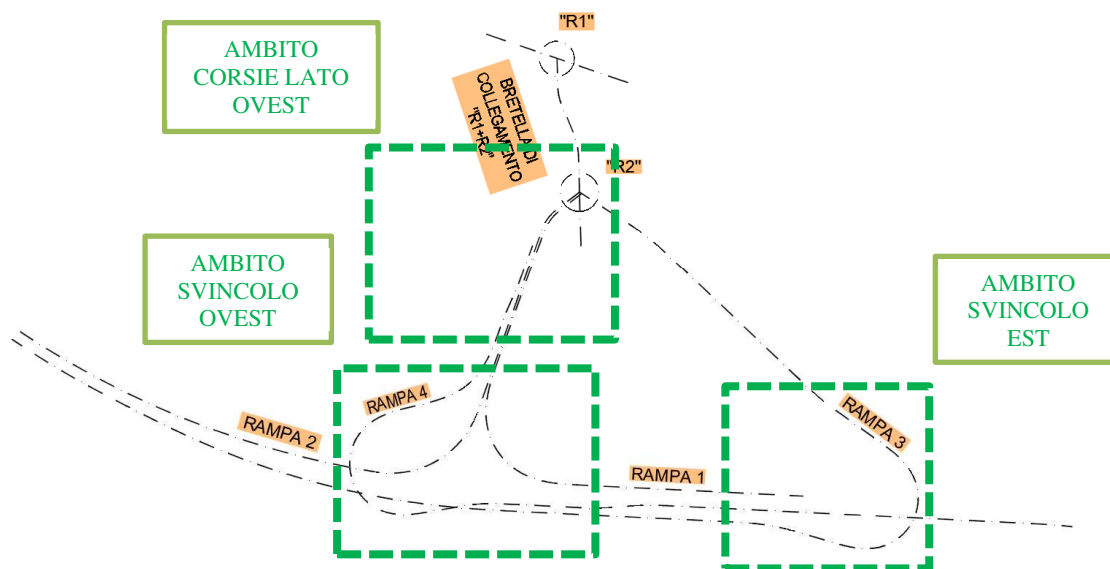 "R1"
AMBITO
CORSIE LATO
OVEST
BRETELLA DI
COLLEGAMENTO
"R1+R2"
"R2"
AMBITO
SVINCOLO
OVEST
AMBITO
SVINCOLO
EST
RAMPA 4
RAMPA 3
RAMPA 2
RAMPA 1